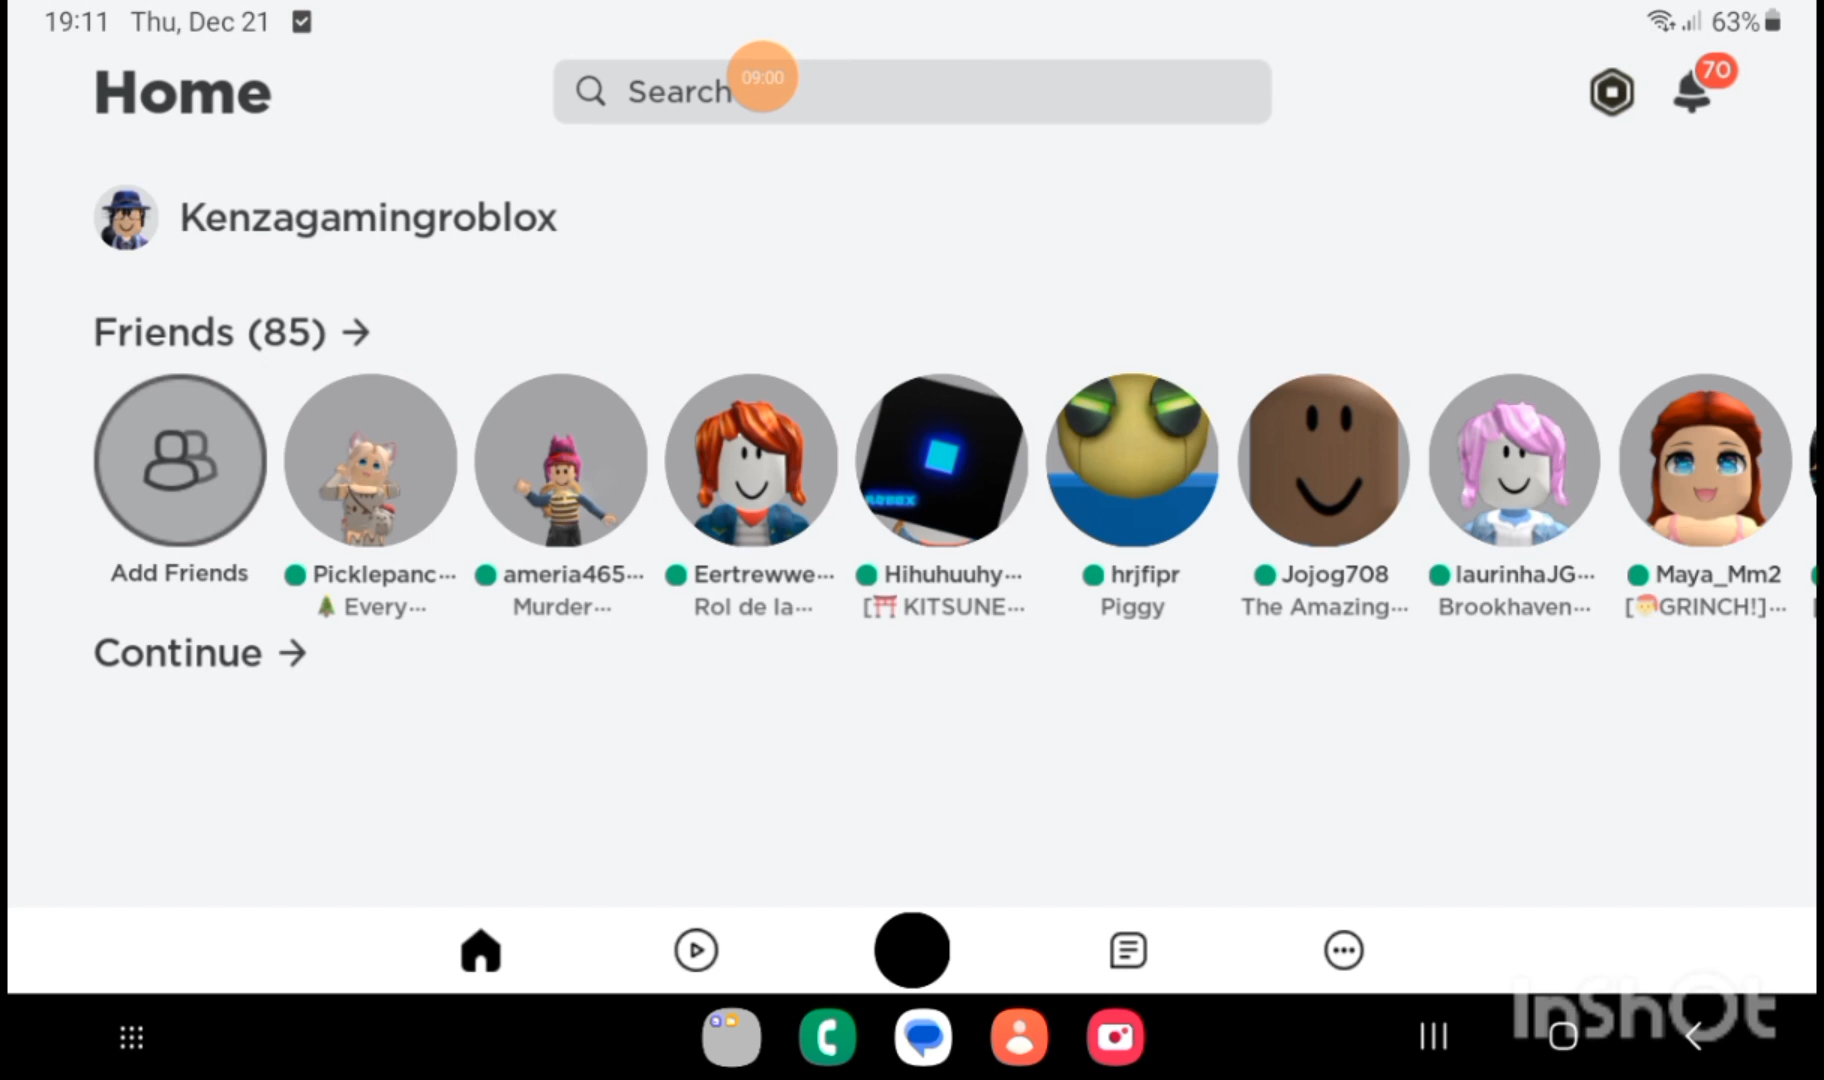 19:11 Thu, Dec 21
63%
Home
Search
09:00
70
Kenzagamingroblox
Friends (85) →
Add Friends
Picklepanc...
🌲 Every...
ameria465...
Murder...
Eertrewwe...
Rol de la...
Hihuhuuhy...
[⛩️ KITSUNE...
hrjfipr
Piggy
Jojog708
The Amazing...
laurinhaJG...
Brookhaven...
Maya_Mm2
[🎅GRINCH!]...
ROBLOX
Continue →
InShOt